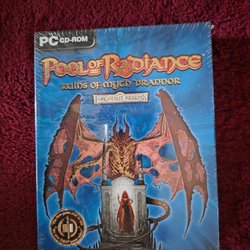 PC CD-ROM
Pool of Radiance
Ruins of Myth Drannor
Forgotten Realms